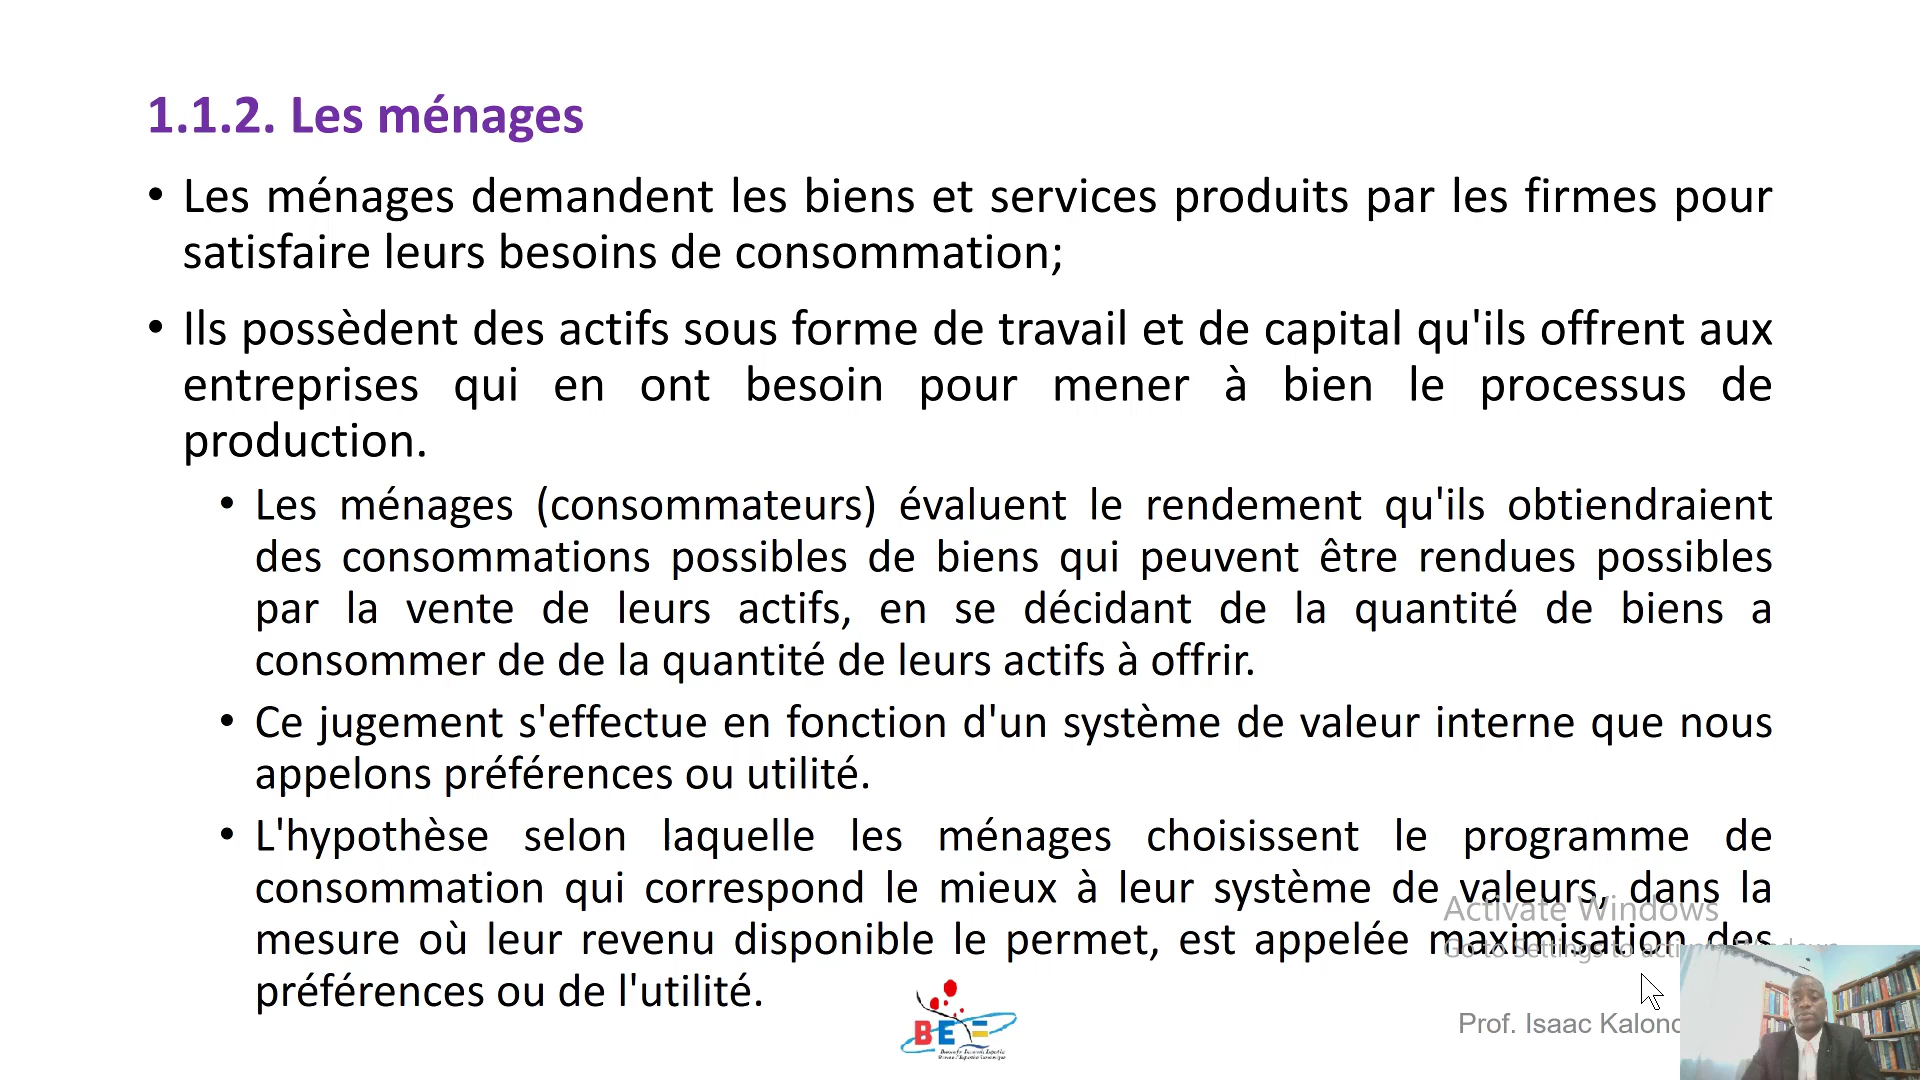 1.1.2. Les ménages
• Les ménages demandent les biens et services produits par les firmes pour
satisfaire leurs besoins de consommation;
• Ils possèdent des actifs sous forme de travail et de capital qu'ils offrent aux
entreprises qui en ont besoin pour mener à bien le processus de
production.
• Les ménages (consommateurs) évaluent le rendement qu'ils obtiendraient
des consommations possibles de biens qui peuvent être rendues possibles
par la vente de leurs actifs, en se décidant de la quantité de biens a
consommer de de la quantité de leurs actifs à offrir.
• Ce jugement s'effectue en fonction d'un système de valeur interne que nous
appelons préférences ou utilité.
• L'hypothèse selon laquelle les ménages choisissent le programme de
consommation qui correspond le mieux à leur système de valeurs, dans la
mesure où leur revenu disponible le permet, est appelée maximisation des
préférences ou de l'utilité.
Activate Windows
Go to Settings to
BE
Prof. Isaac